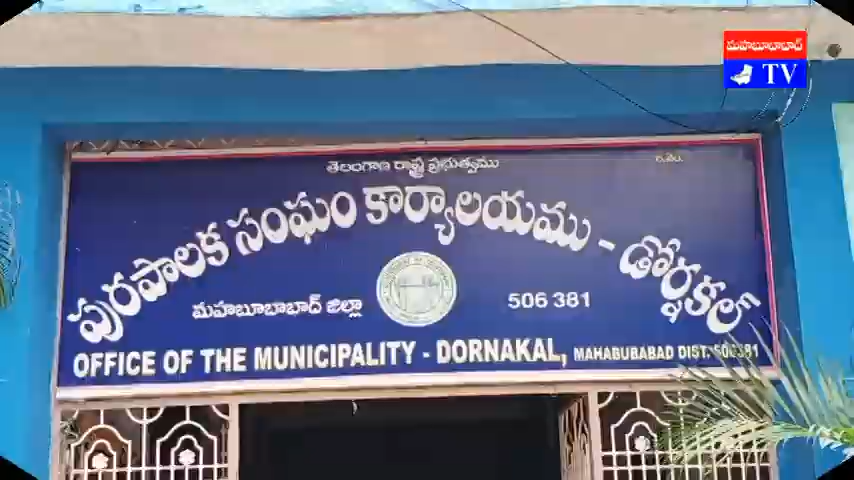 మహబూబాబాద్
TV
తెలంగాణ రాష్ట్ర ప్రభుత్వము
పురపాలక సంఘం కార్యాలయము - డోర్నకల్
మహబూబాబాద్ జిల్లా
506 381
OFFICE OF THE MUNICIPALITY - DORNAKAL, MAHABUBABAD DIST. 506381